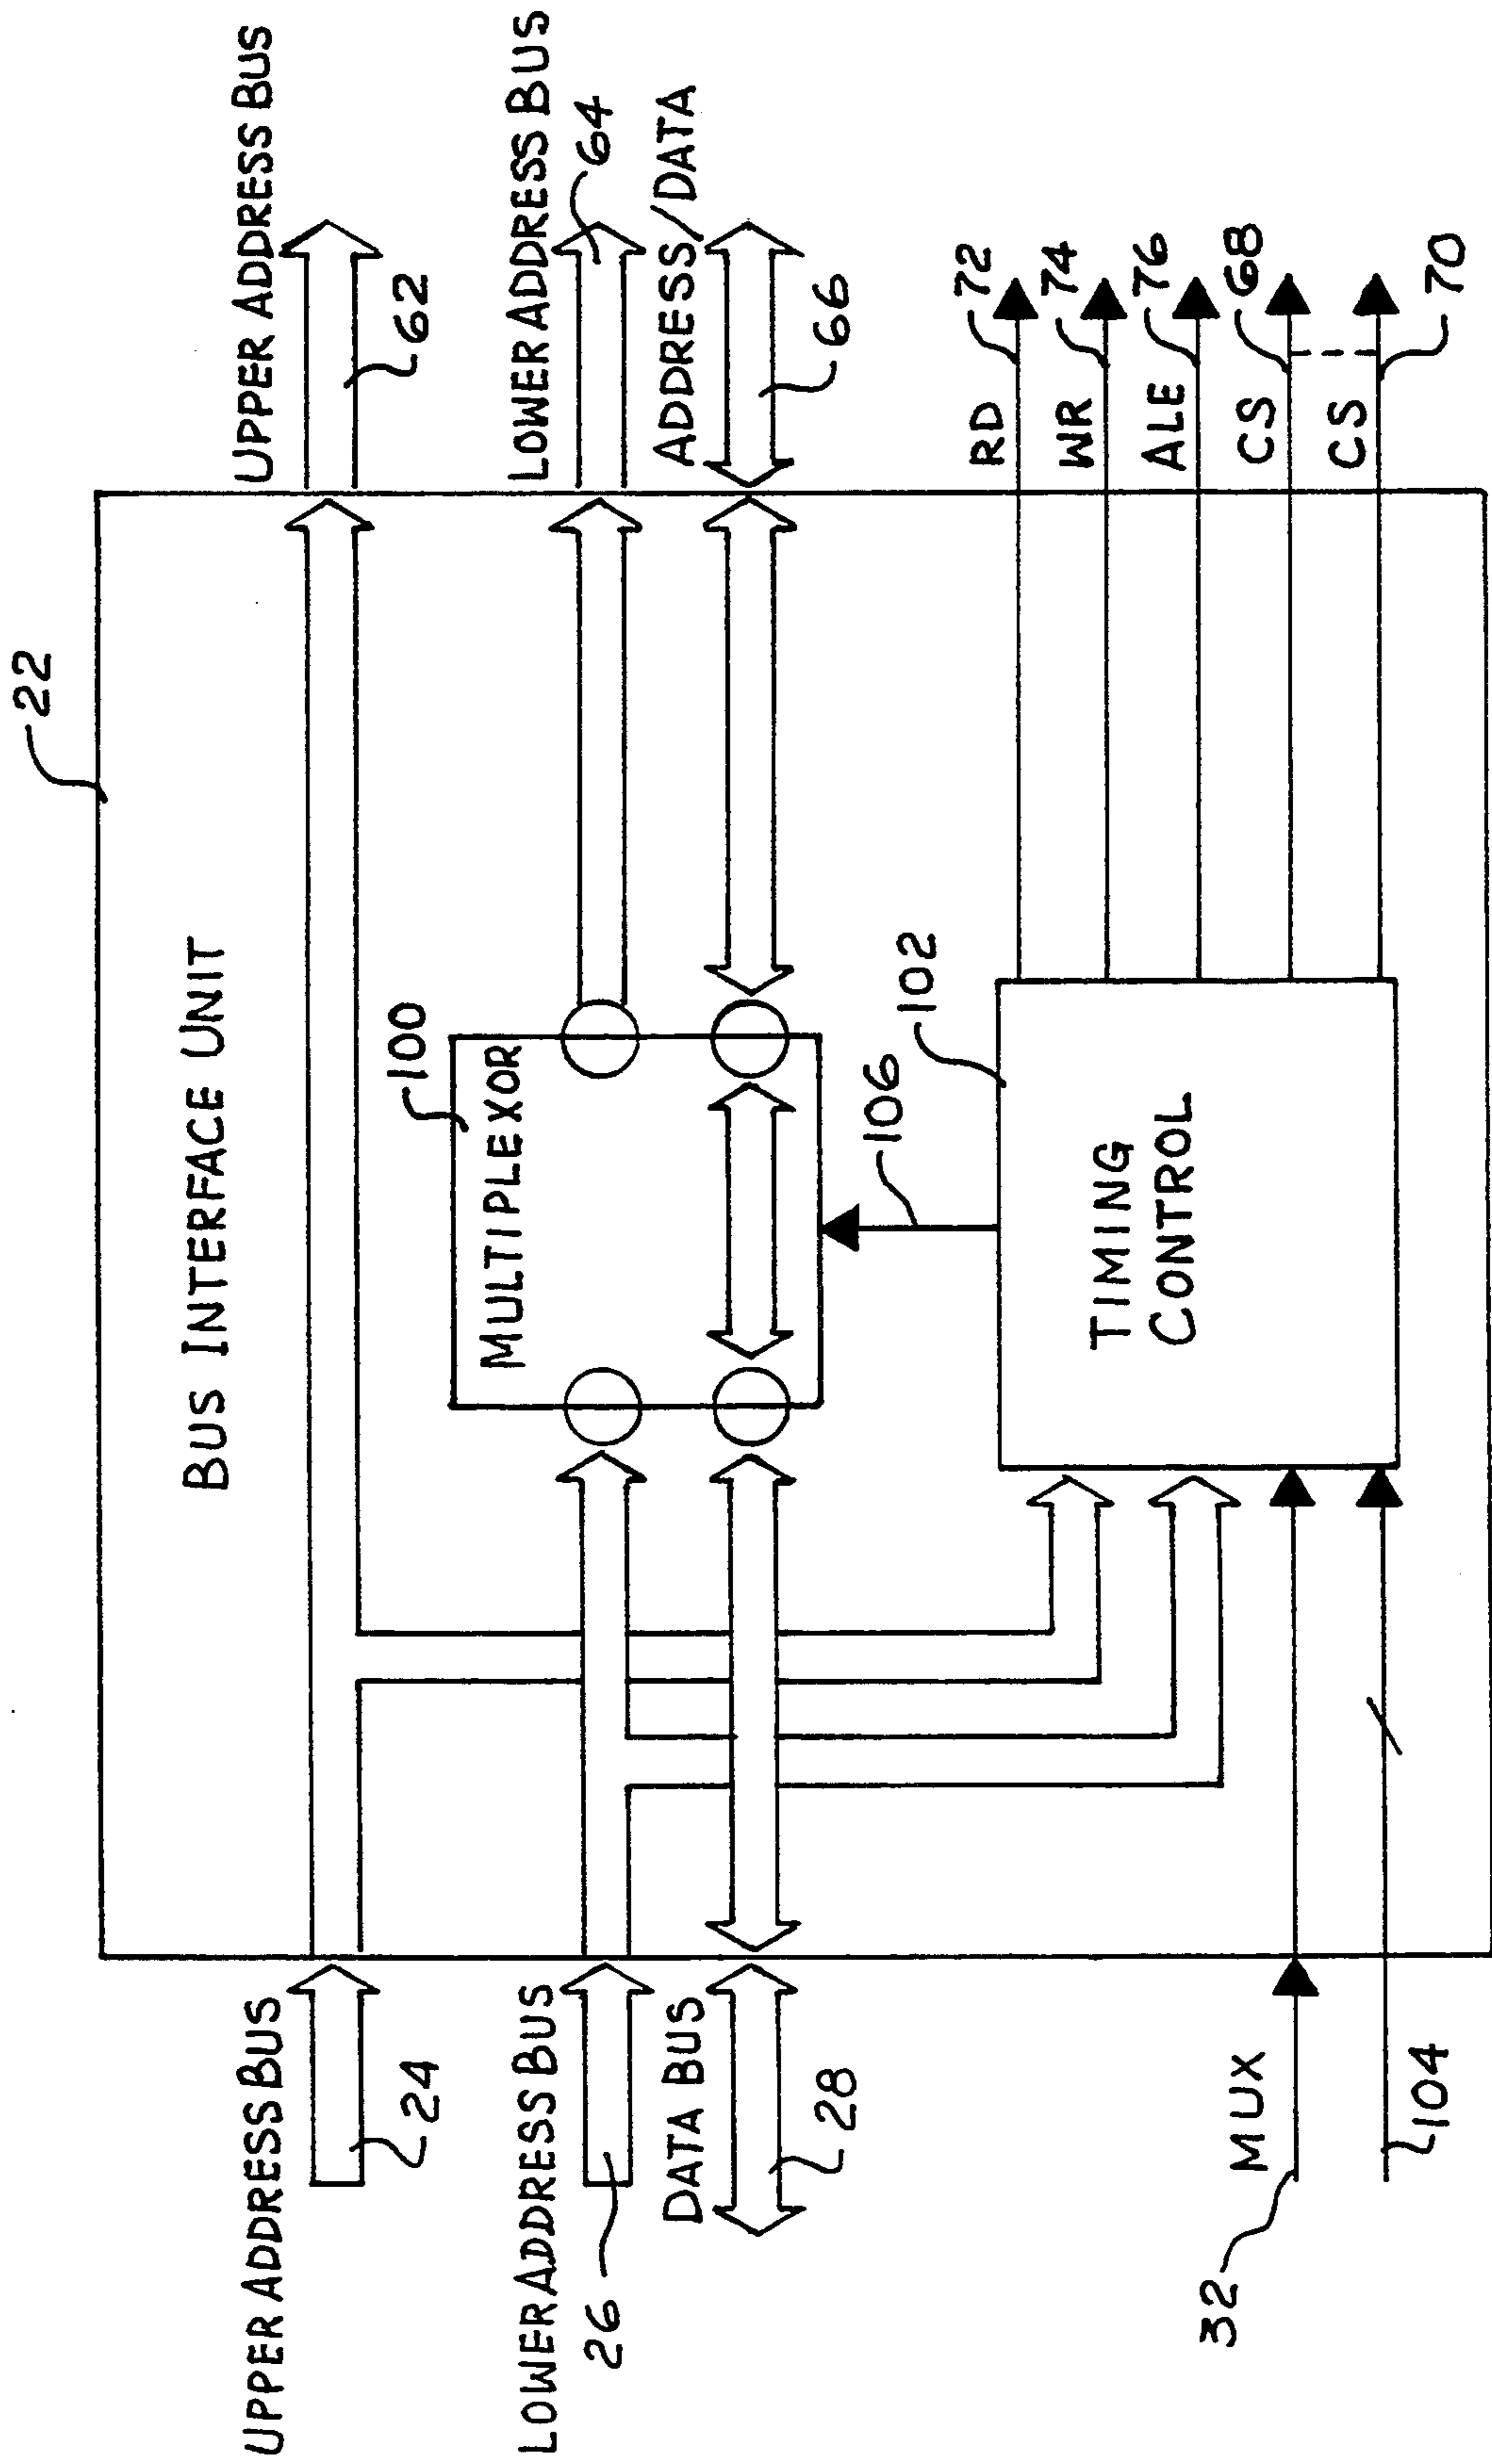 22
BUS INTERFACE UNIT
UPPER ADDRESS BUS
24
UPPER ADDRESS BUS
62
LOWER ADDRESS BUS
26
100
MULTIPLEXOR
LOWER ADDRESS BUS
64
DATA BUS
28
ADDRESS/DATA
66
106
102
TIMING
CONTROL
MUX
32
104
RD
72
WR
74
ALE
76
CS
68
CS
70